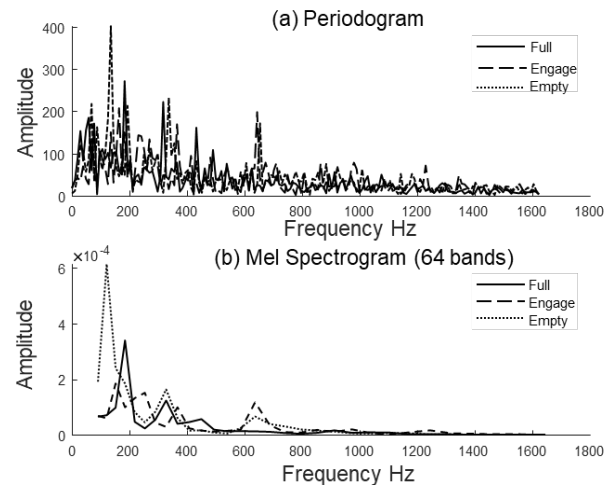 (a) Periodogram
Full
Engage
Empty
Amplitude
400
300
200
100
0
0 200 400 600 800 1000 1200 1400 1600 1800
Frequency Hz
(b) Mel Spectrogram (64 bands)
×10⁻⁴
Full
Engage
Empty
Amplitude
6
4
2
0
0 200 400 600 800 1000 1200 1400 1600 1800
Frequency Hz